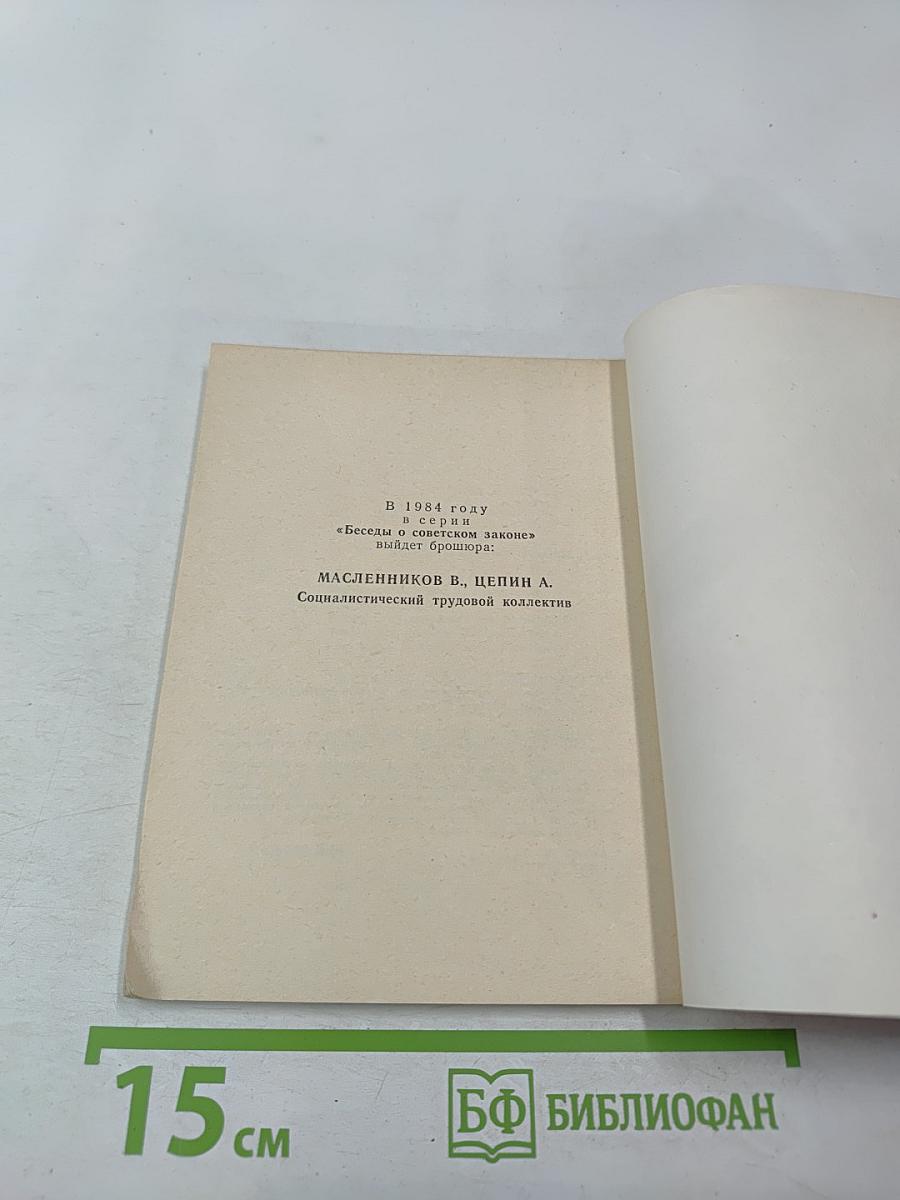 В 1984 году
в серии
«Беседы о советском законе»
выйдет брошюра:
МАСЛЕННИКОВ В., ЦЕПИН А.
Социалистический трудовой коллектив
15 см
БФ БИБЛИОФАН